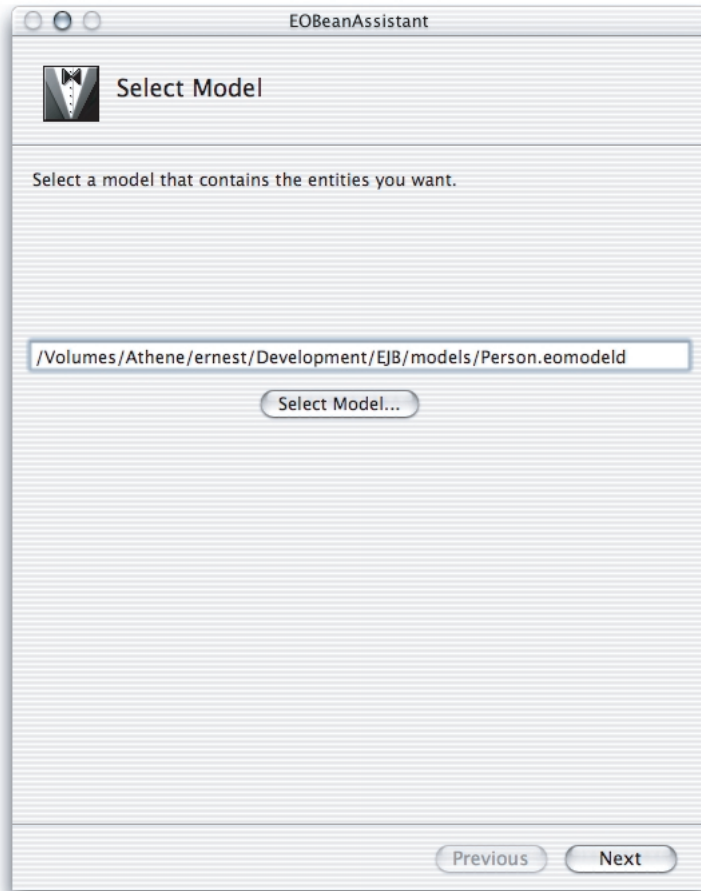 EOBeanAssistant
Select Model
Select a model that contains the entities you want.
/Volumes/Athene/ernest/Development/EJB/models/Person.eomodeld
Select Model...
Previous Next